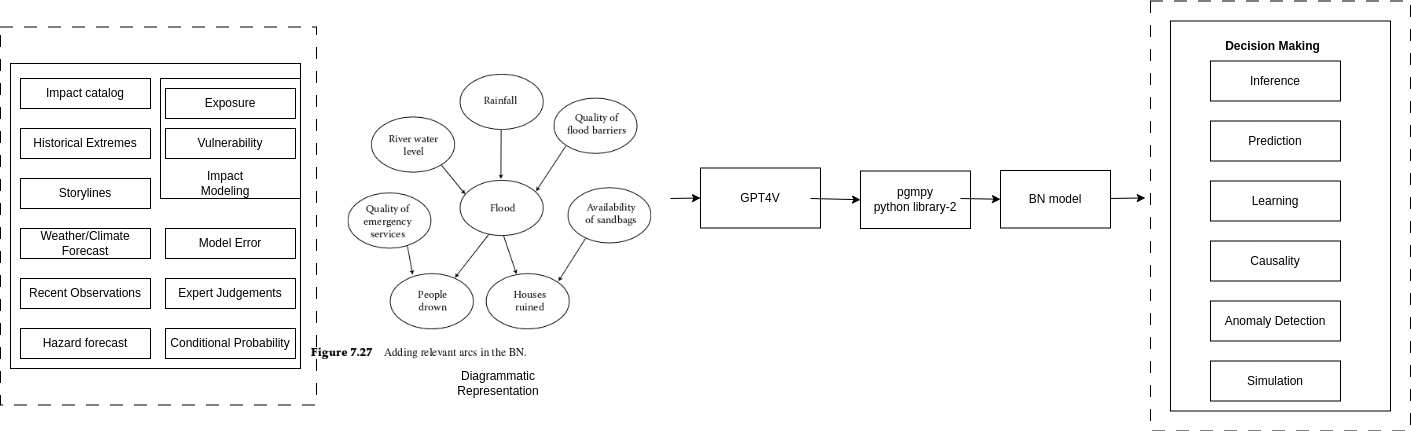 Impact catalog
Exposure
Historical Extremes
Vulnerability
Storylines
Impact
Modeling
Weather/Climate
Forecast
Model Error
Recent Observations
Expert Judgements
Hazard forecast
Conditional Probability
Rainfall
River water
level
Quality of
flood barriers
Flood
Quality of
emergency
services
Availability
of sandbags
People
drown
Houses
ruined
Figure 7.27 Adding relevant arcs in the BN.
Diagrammatic
Representation
GPT4V
pgmpy
python library-2
BN model
Decision Making
Inference
Prediction
Learning
Causality
Anomaly Detection
Simulation